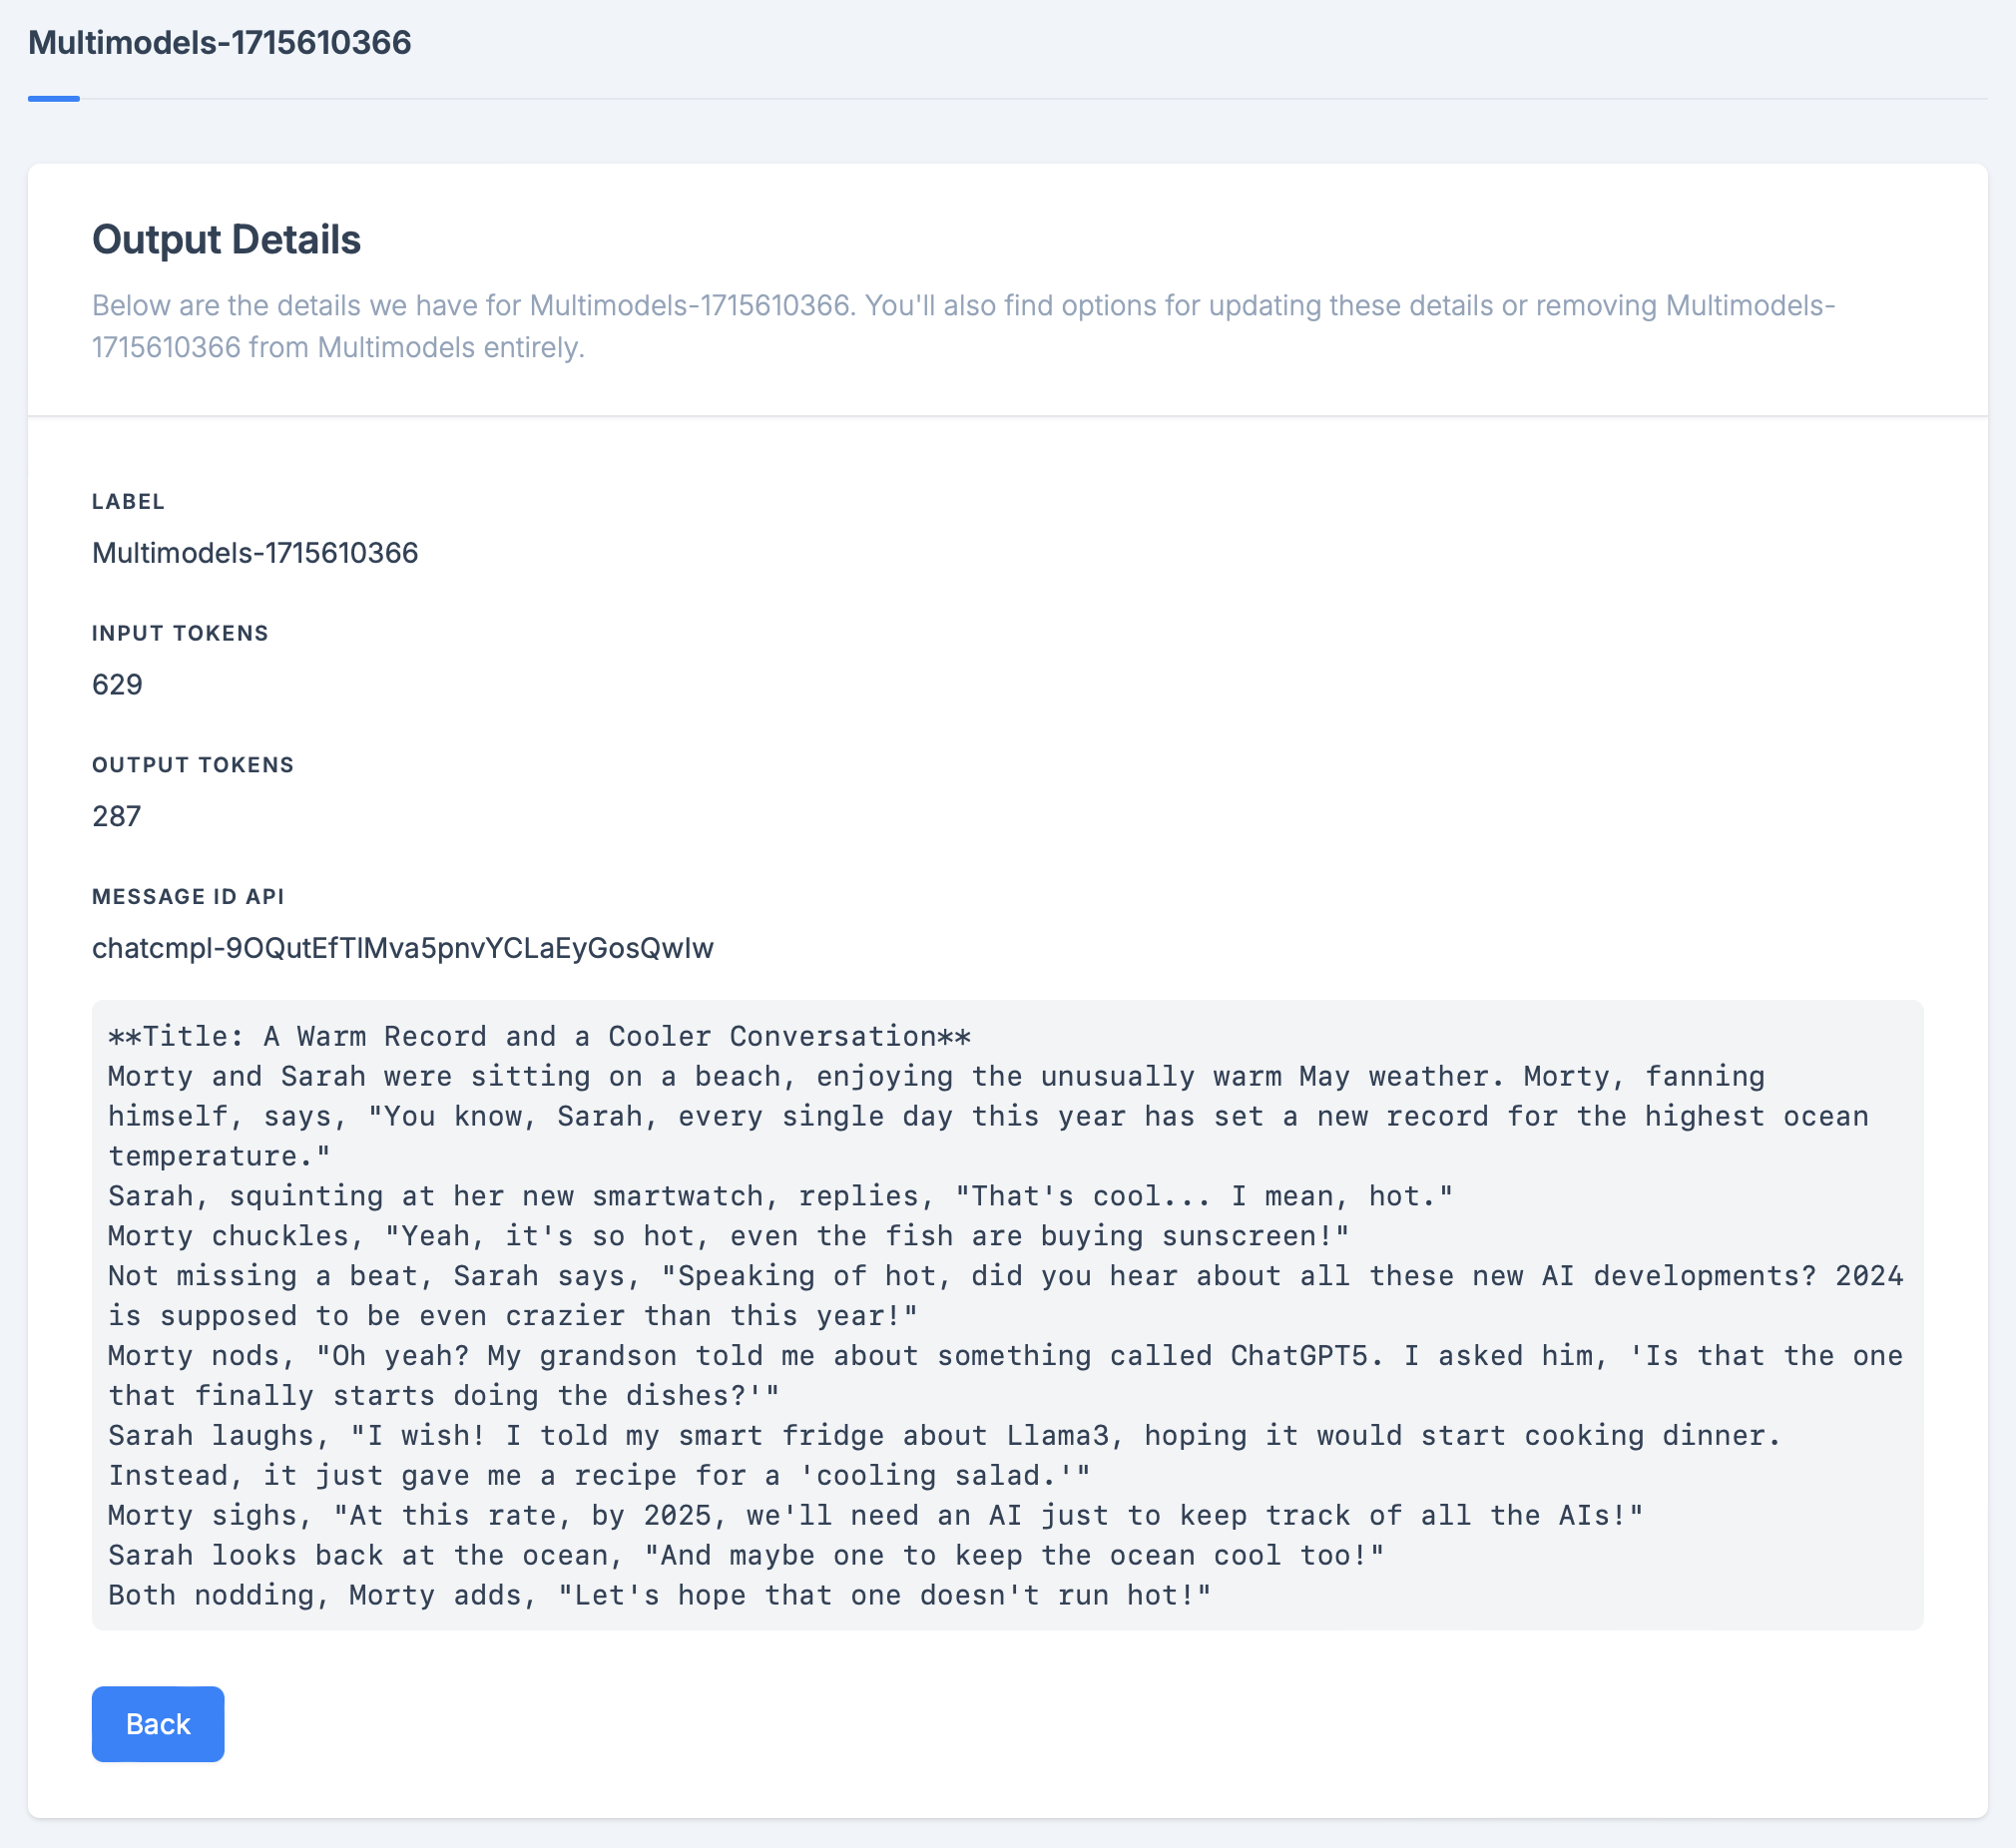 Multimodels-1715610366
Output Details
Below are the details we have for Multimodels-1715610366. You'll also find options for updating these details or removing Multimodels-
1715610366 from Multimodels entirely.
LABEL
Multimodels-1715610366
INPUT TOKENS
629
OUTPUT TOKENS
287
MESSAGE ID API
chatcmpl-9OQutEfTlMva5pnvYCLaEyGosQwIw
**Title: A Warm Record and a Cooler Conversation**
Morty and Sarah were sitting on a beach, enjoying the unusually warm May weather. Morty, fanning
himself, says, "You know, Sarah, every single day this year has set a new record for the highest ocean
temperature."
Sarah, squinting at her new smartwatch, replies, "That's cool... I mean, hot."
Morty chuckles, "Yeah, it's so hot, even the fish are buying sunscreen!"
Not missing a beat, Sarah says, "Speaking of hot, did you hear about all these new AI developments? 2024
is supposed to be even crazier than this year!"
Morty nods, "Oh yeah? My grandson told me about something called ChatGPT5. I asked him, 'Is that the one
that finally starts doing the dishes?'"
Sarah laughs, "I wish! I told my smart fridge about Llama3, hoping it would start cooking dinner.
Instead, it just gave me a recipe for a 'cooling salad.'"
Morty sighs, "At this rate, by 2025, we'll need an AI just to keep track of all the AIs!"
Sarah looks back at the ocean, "And maybe one to keep the ocean cool too!"
Both nodding, Morty adds, "Let's hope that one doesn't run hot!"
Back